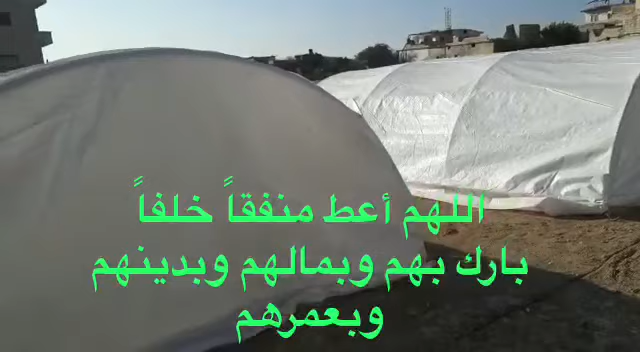 اللهم أعط منفقاً خلفاً
بارك بهم وبمالهم وبدينهم
وبعمرهم